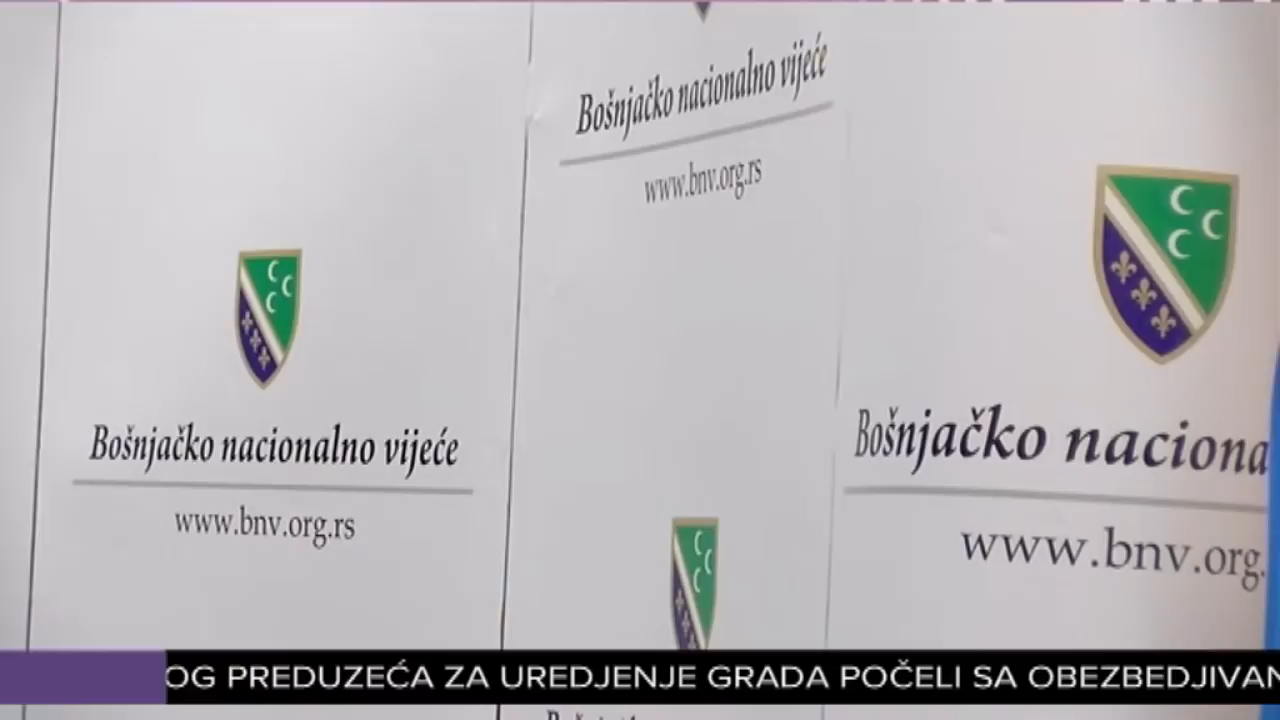 Bošnjačko nacionalno vijeće
www.bnv.org.rs
Bošnjačko nacionalno vijeće
www.bnv.org.rs
Bošnjačko naciona
www.bnv.org.
OG PREDUZEĆA ZA UREDJENJE GRADA POČELI SA OBEZBEDJIVAN